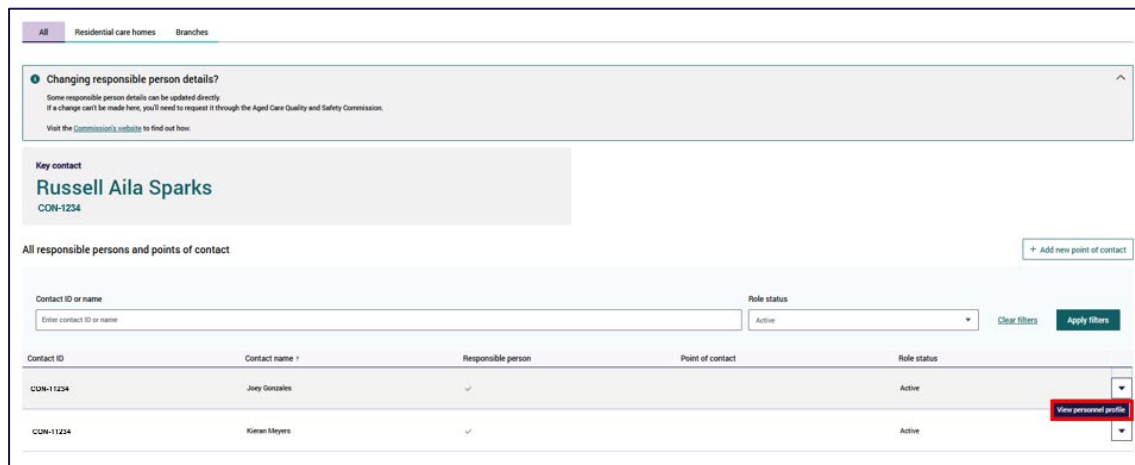 All Residential care homes Branches
Changing responsible person details?
Some responsible person details can be updated directly.
If a change can't be made here, you'll need to request it through the Aged Care Quality and Safety Commission.
Visit the Commission's website to find out how.
Key contact
Russell Aila Sparks
CON-1234
All responsible persons and points of contact
+ Add new point of contact
Contact ID or name Role status
Enter contact ID or name Active Clear filters Apply filters
Contact ID Contact name ↑ Responsible person Point of contact Role status
CON-11234 Joey Gonzales ✓ Active
View personnel profile
CON-11234 Kieran Meyers ✓ Active